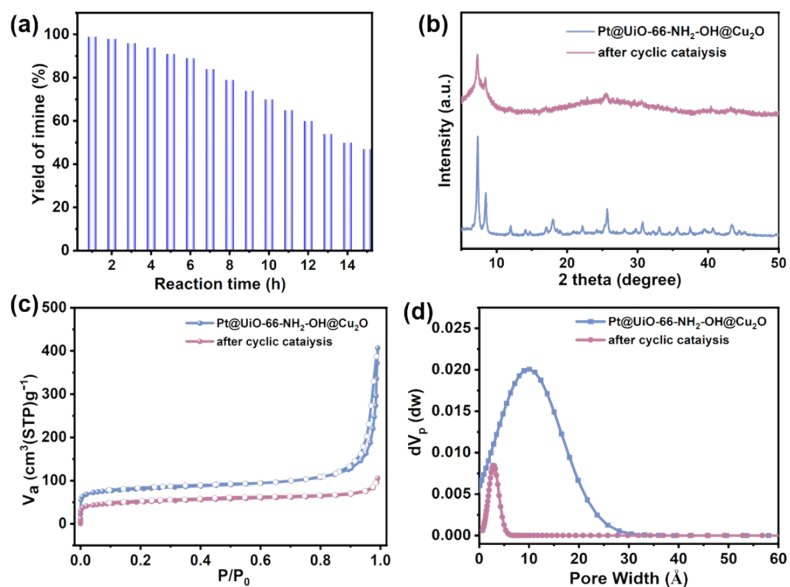 (a)
Yield of imine (%)
100
80
60
40
20
0
2 4 6 8 10 12 14
Reaction time (h)
(b)
Pt@UiO-66-NH₂-OH@Cu₂O
after cyclic cataiysis
Intensity (a.u.)
10 20 30 40 50
2 theta (degree)
(c)
Pt@UiO-66-NH₂-OH@Cu₂O
after cyclic cataiysis
Va (cm³(STP)g⁻¹)
500
400
300
200
100
0
0.0 0.2 0.4 0.6 0.8 1.0
P/P₀
(d)
Pt@UiO-66-NH₂-OH@Cu₂O
after cyclic cataiysis
dVₚ (dw)
0.025
0.020
0.015
0.010
0.005
0.000
0 10 20 30 40 50 60
Pore Width (Å)